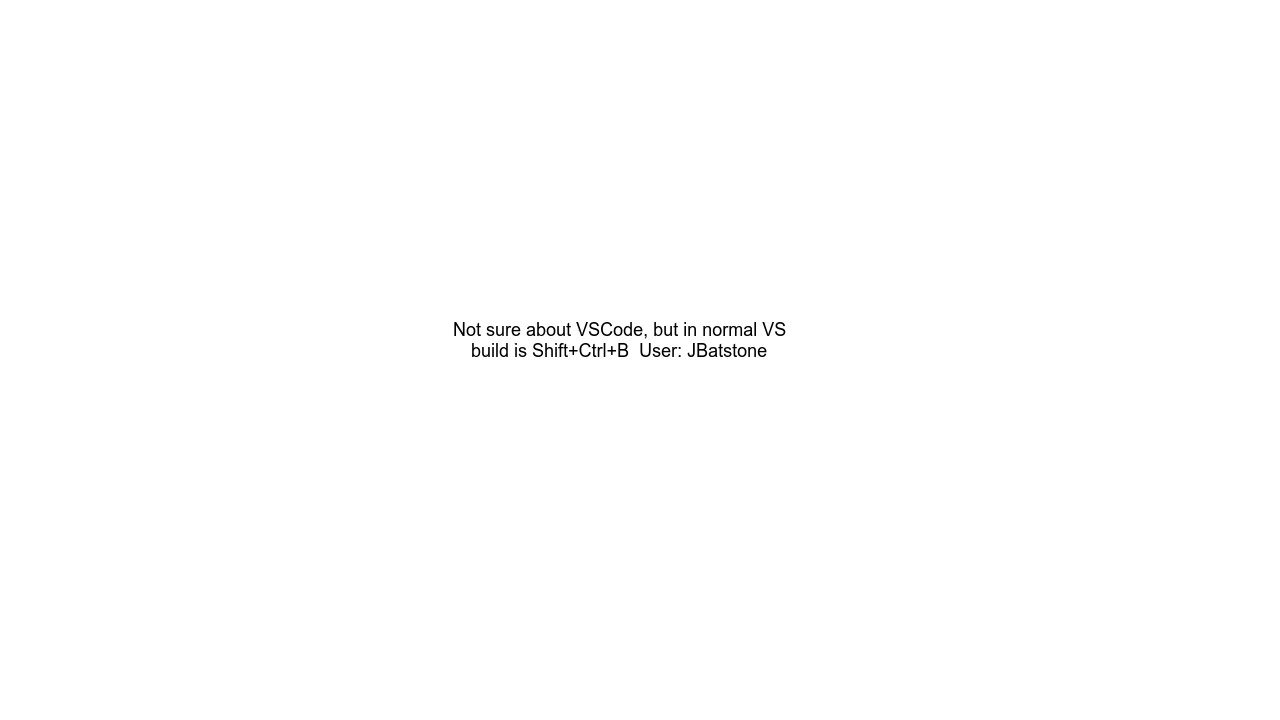 Not sure about VSCode, but in normal VS
build is Shift+Ctrl+B  User: JBatstone